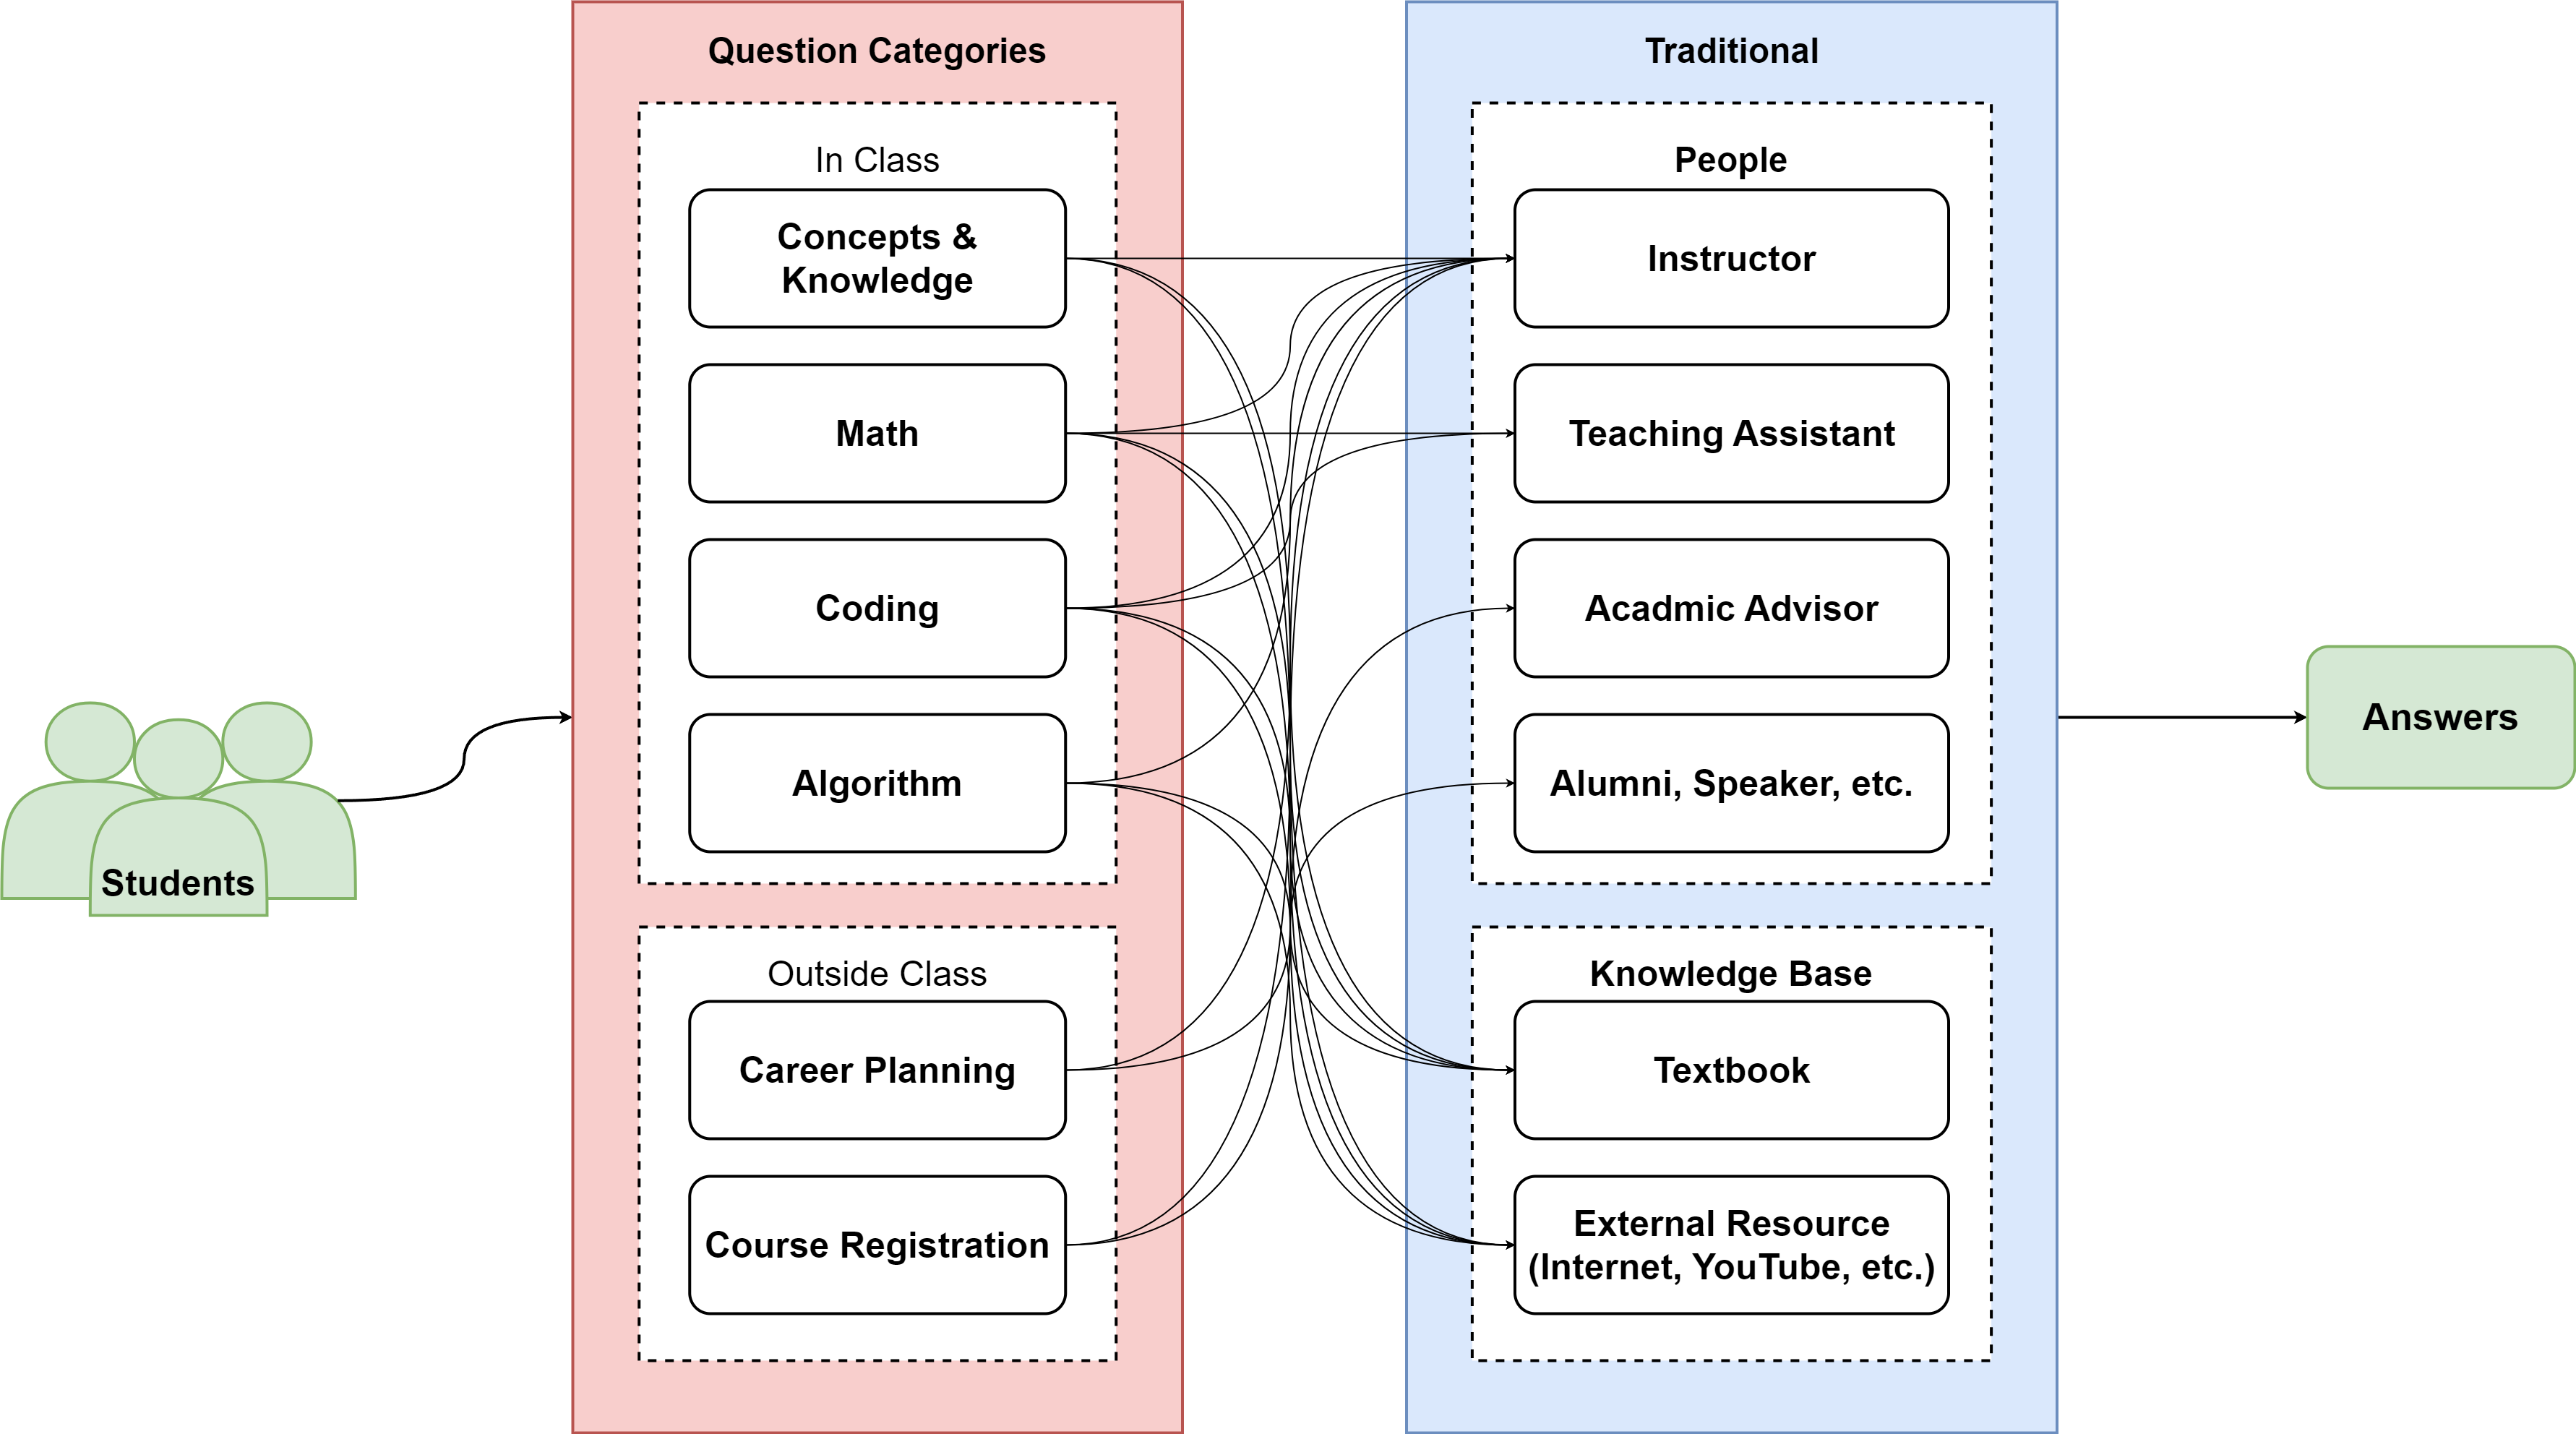 Students
Question Categories
In Class
Concepts &
Knowledge
Math
Coding
Algorithm
Outside Class
Career Planning
Course Registration
Traditional
People
Instructor
Teaching Assistant
Acadmic Advisor
Alumni, Speaker, etc.
Knowledge Base
Textbook
External Resource
(Internet, YouTube, etc.)
Answers